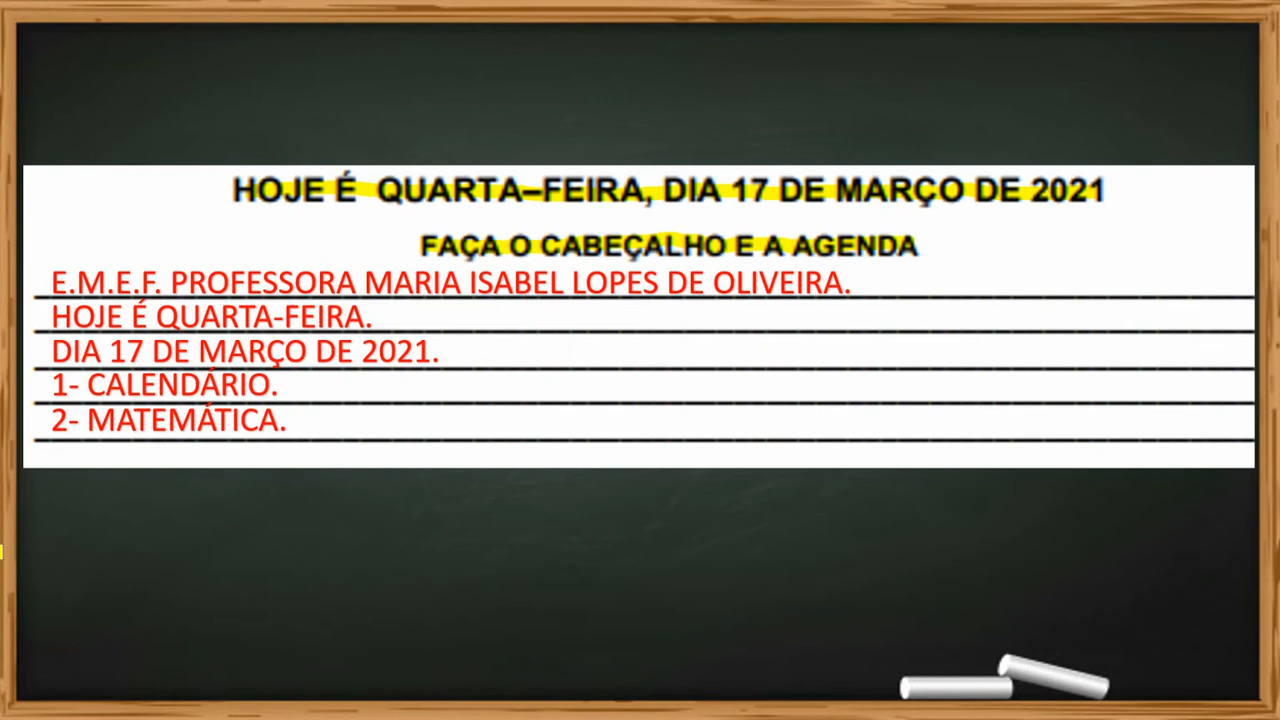 HOJE É QUARTA–FEIRA, DIA 17 DE MARÇO DE 2021
FAÇA O CABEÇALHO E A AGENDA
E.M.E.F. PROFESSORA MARIA ISABEL LOPES DE OLIVEIRA.
HOJE É QUARTA-FEIRA.
DIA 17 DE MARÇO DE 2021.
1- CALENDÁRIO.
2- MATEMÁTICA.